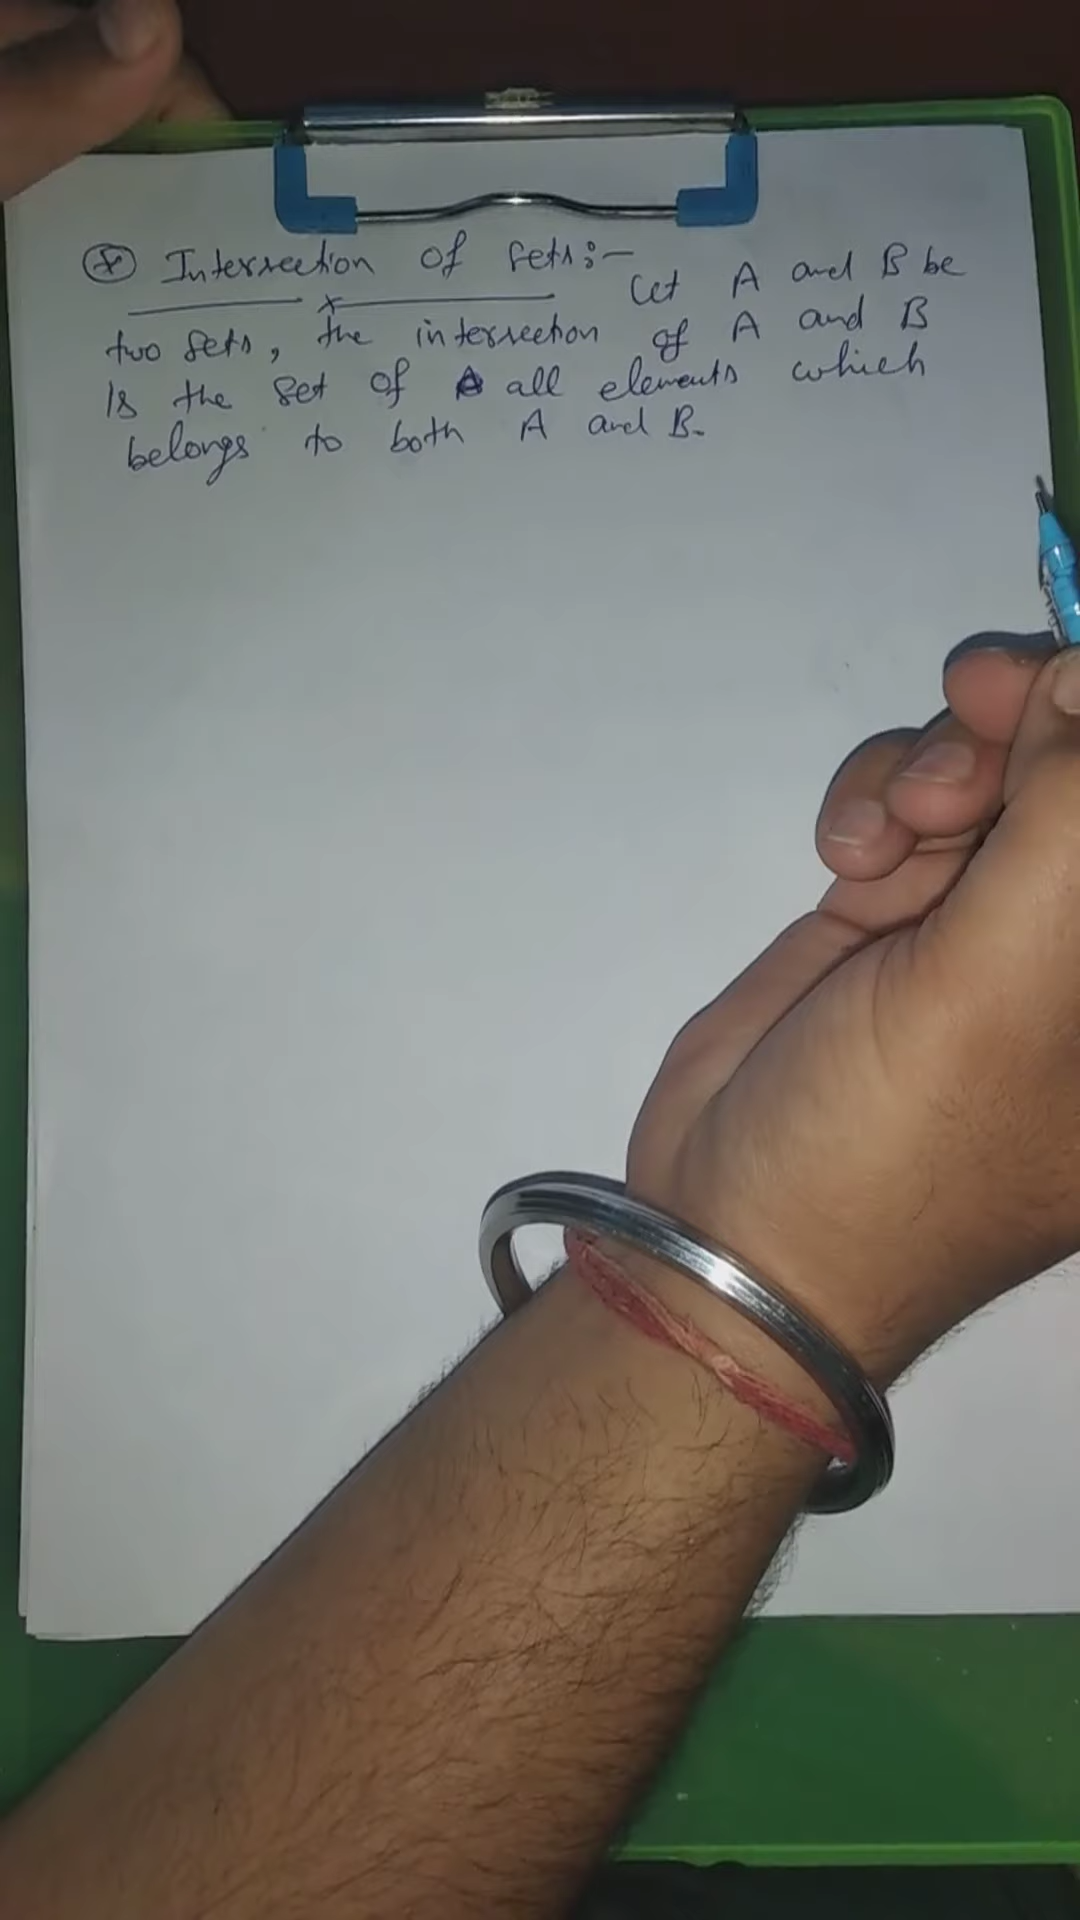 Intersection of sets:-
Let A and B be
two sets, the intersection of A and B
is the set of all elements which
belongs to both A and B.